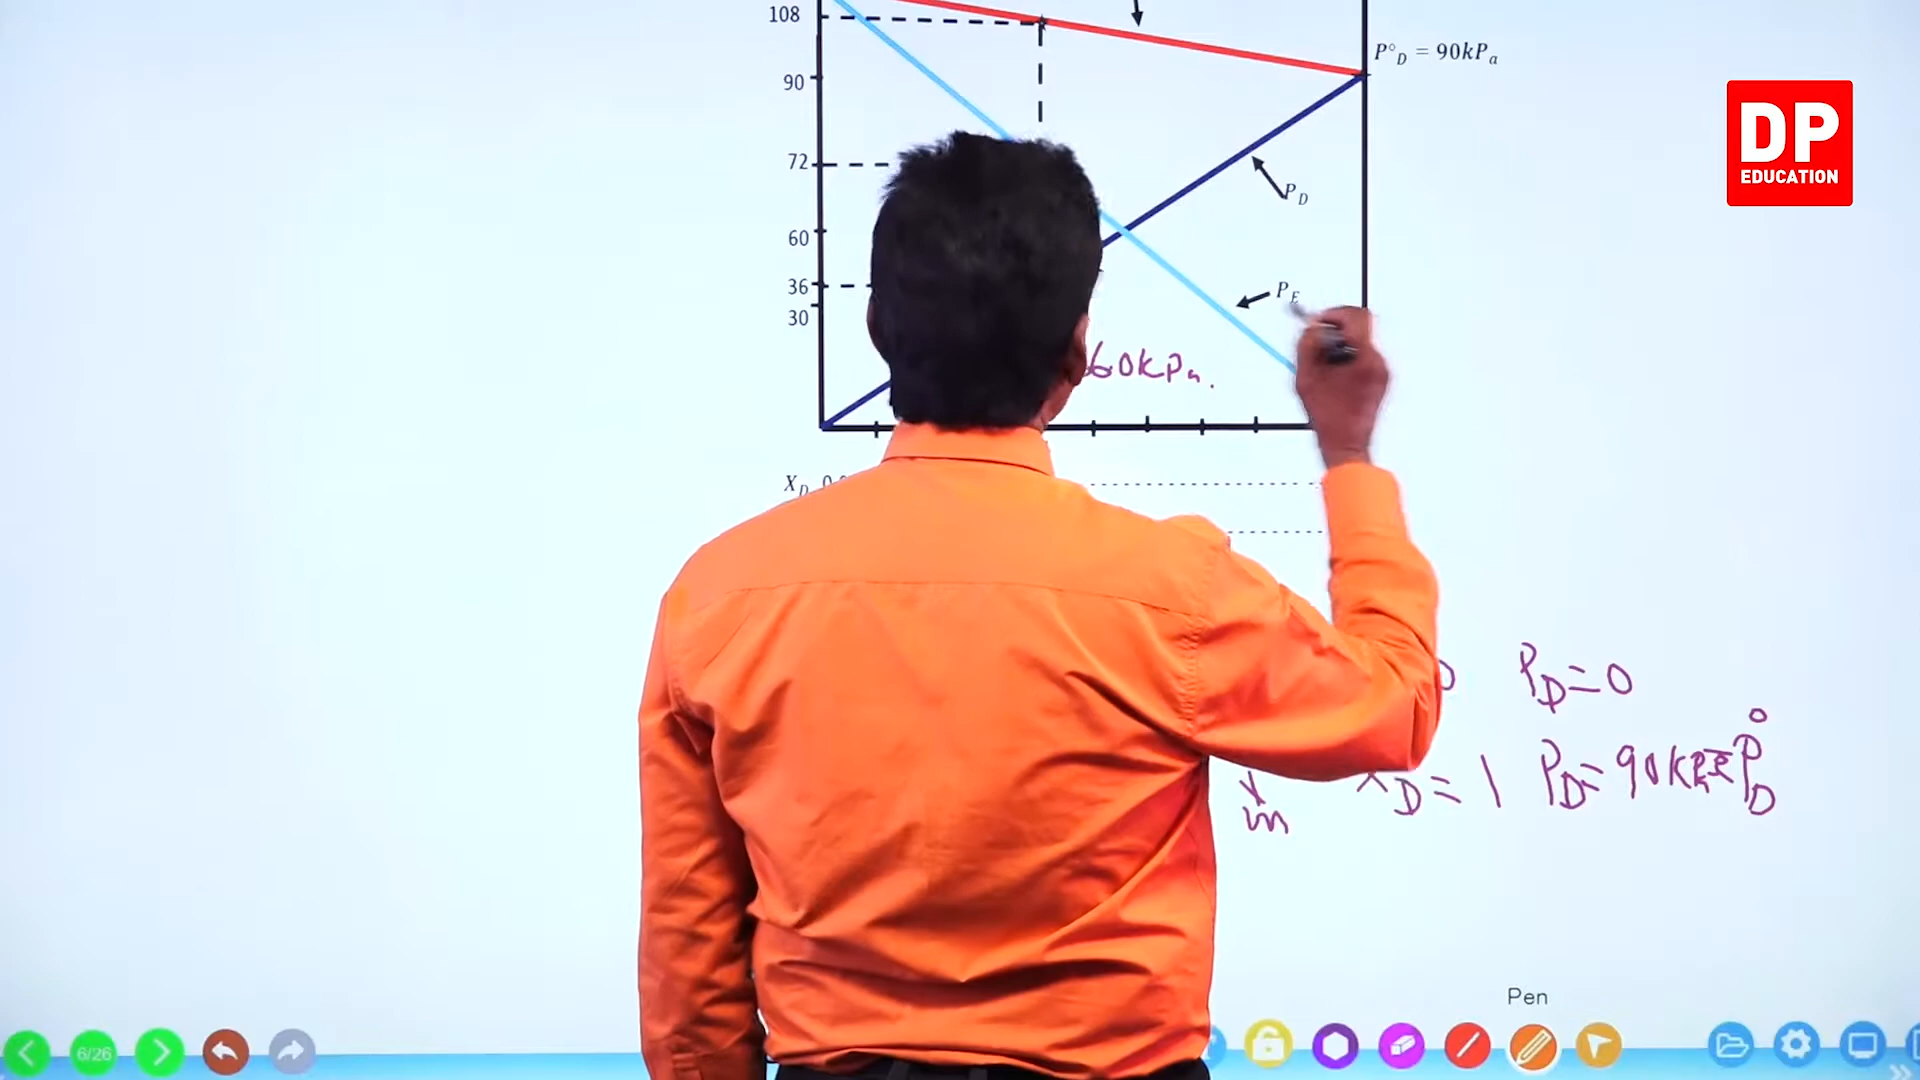 108
P°D = 90kPa
90
DP
EDUCATION
72
PD
60
PE
36
30
60kPa.
XD
PD=0
XD=1 PD=90kPa=P°D
Pen
6/26